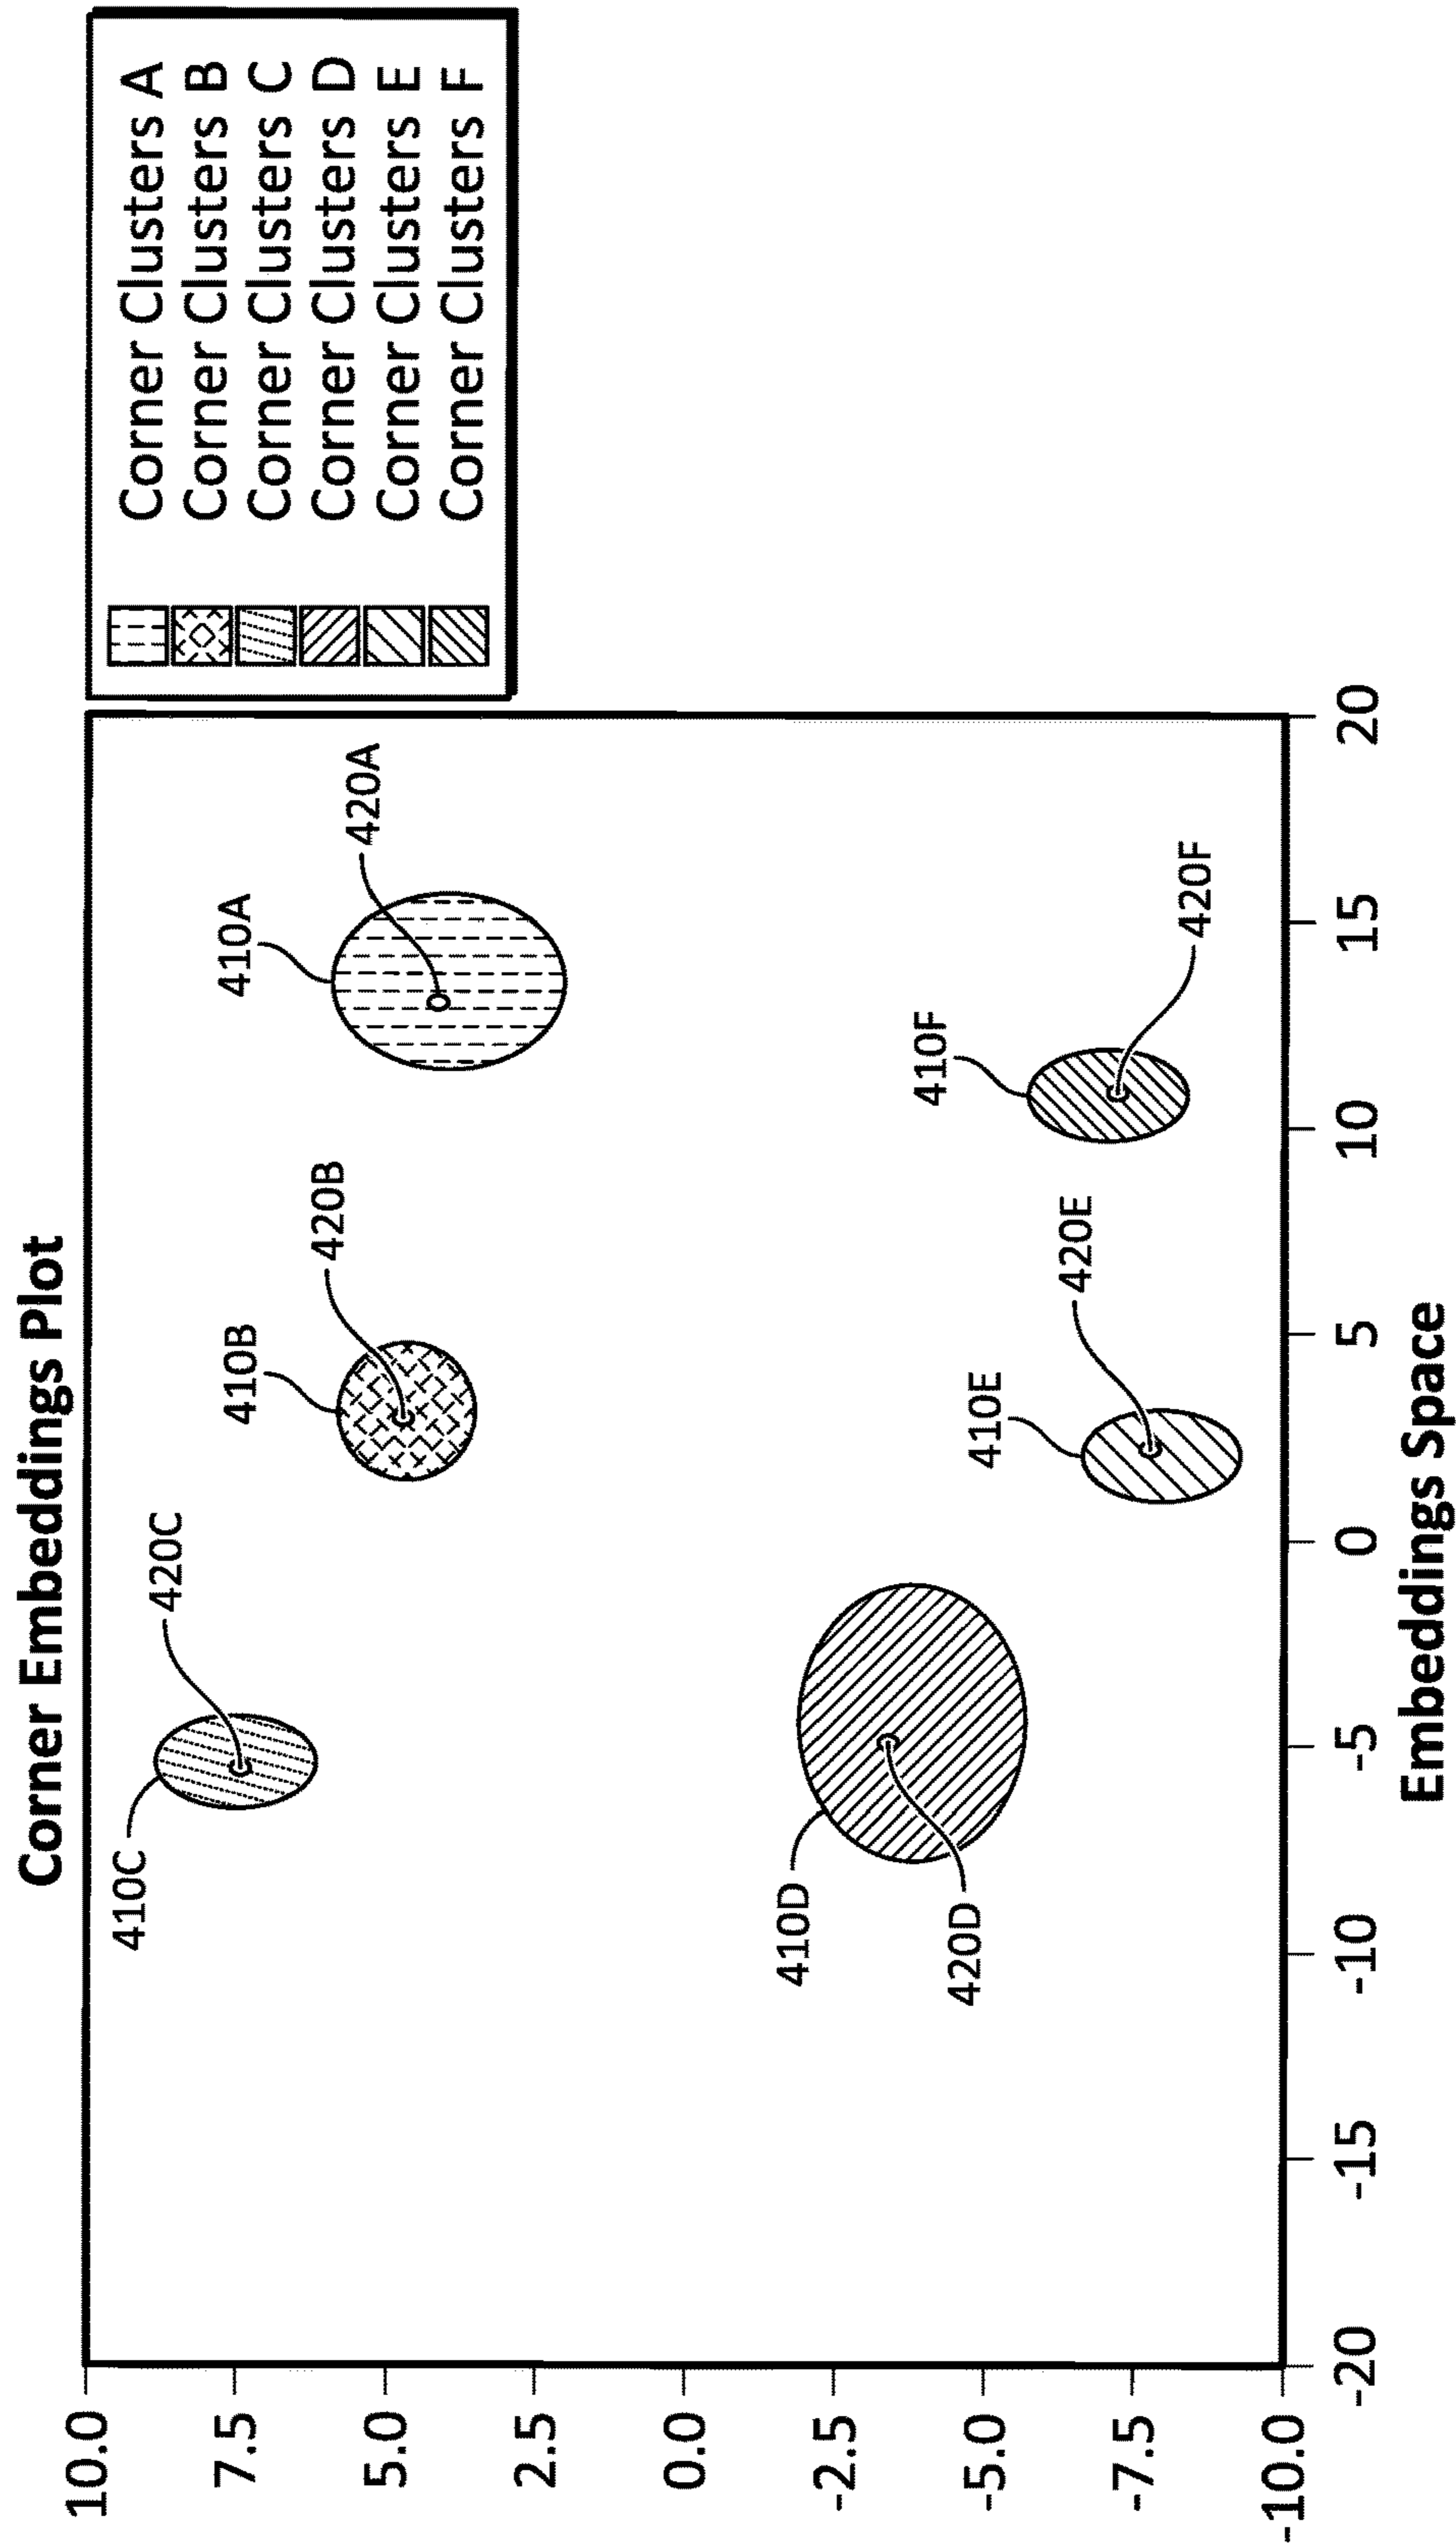 Corner Embeddings Plot
10.0
7.5
5.0
2.5
0.0
-2.5
-5.0
-7.5
-10.0
410C
420C
410B
420B
410A
420A
410D
420D
410E
420E
410F
420F
-20
-15
-10
-5
0
5
10
15
20
Embeddings Space
Corner Clusters A
Corner Clusters B
Corner Clusters C
Corner Clusters D
Corner Clusters E
Corner Clusters F